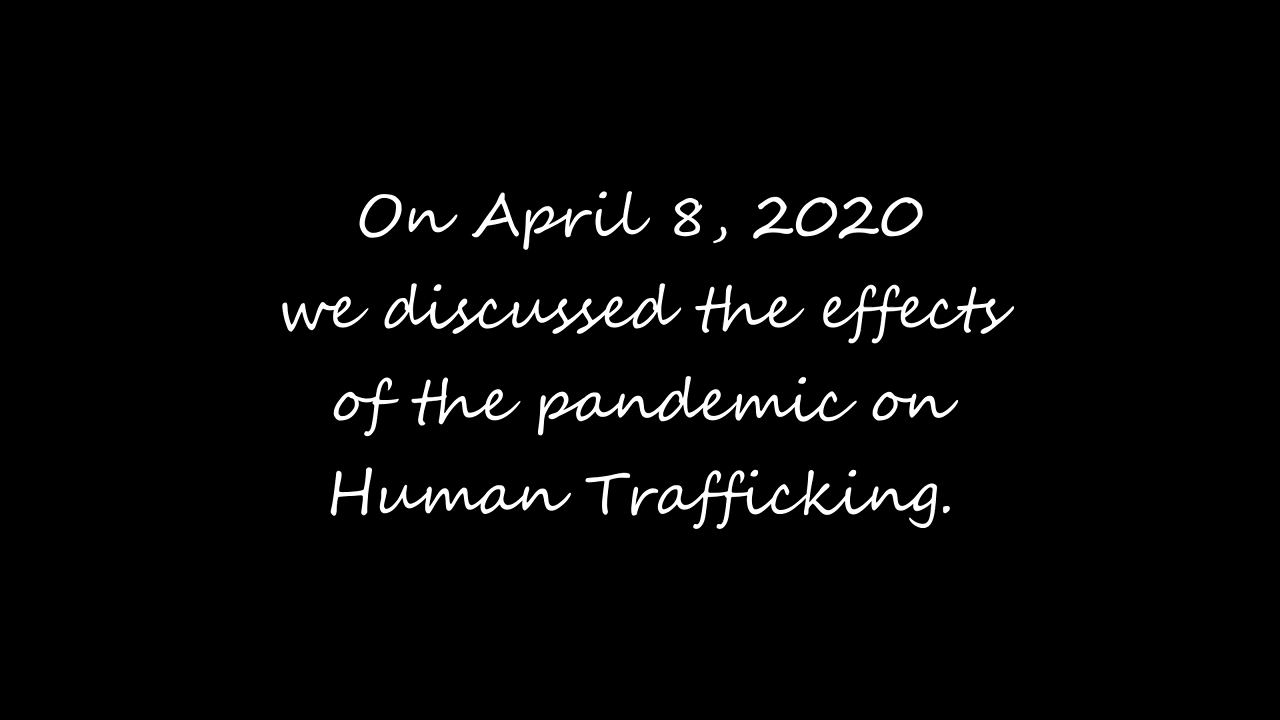 On April 8, 2020
we discussed the effects
of the pandemic on
Human Trafficking.